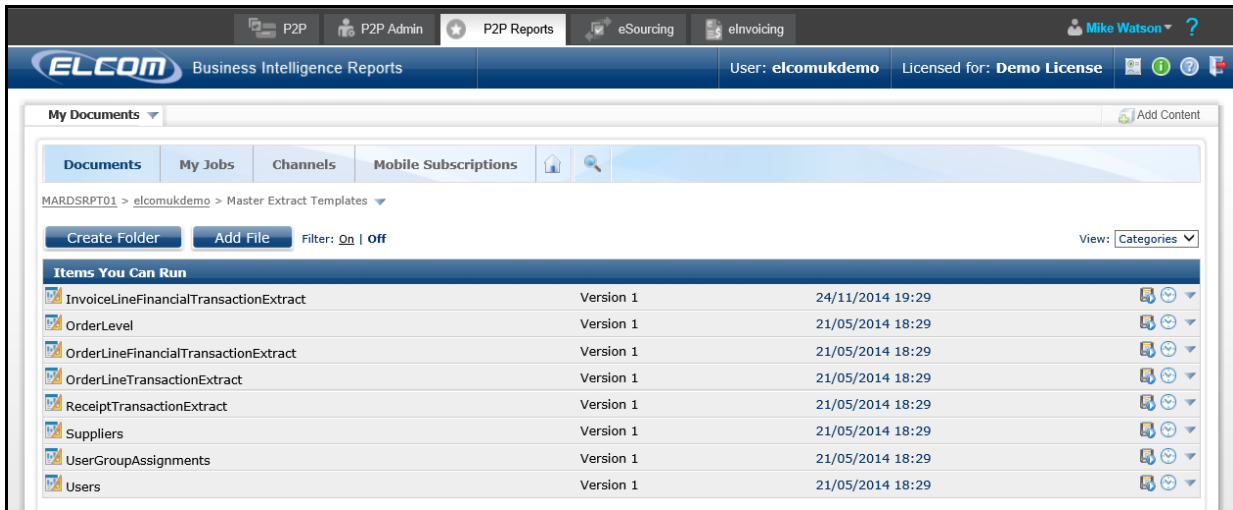 P2P P2P Admin P2P Reports eSourcing eInvoicing Mike Watson ?
ELCOM Business Intelligence Reports User: elcomukdemo Licensed for: Demo License
My Documents Add Content
Documents My Jobs Channels Mobile Subscriptions
MARDSRPT01 > elcomukdemo > Master Extract Templates
Create Folder Add File Filter: On | Off View: Categories
Items You Can Run
InvoiceLineFinancialTransactionExtract Version 1 24/11/2014 19:29
OrderLevel Version 1 21/05/2014 18:29
OrderLineFinancialTransactionExtract Version 1 21/05/2014 18:29
OrderLineTransactionExtract Version 1 21/05/2014 18:29
ReceiptTransactionExtract Version 1 21/05/2014 18:29
Suppliers Version 1 21/05/2014 18:29
UserGroupAssignments Version 1 21/05/2014 18:29
Users Version 1 21/05/2014 18:29